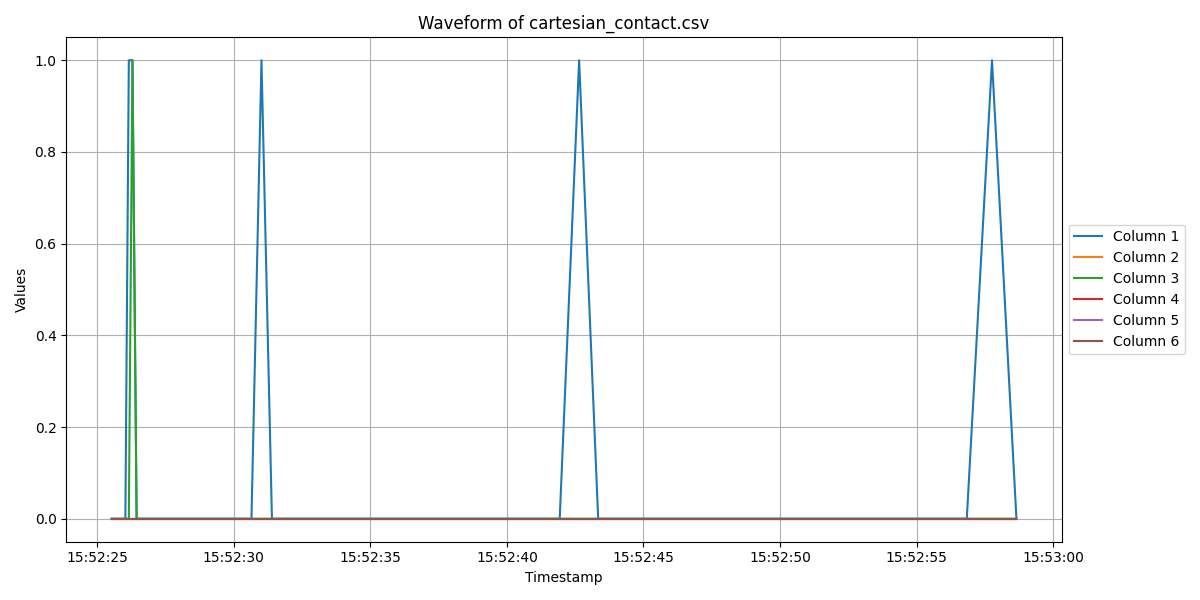 Waveform of cartesian_contact.csv
Values
1.0
0.8
0.6
0.4
0.2
0.0
15:52:25 15:52:30 15:52:35 15:52:40 15:52:45 15:52:50 15:52:55 15:53:00
Timestamp
Column 1
Column 2
Column 3
Column 4
Column 5
Column 6